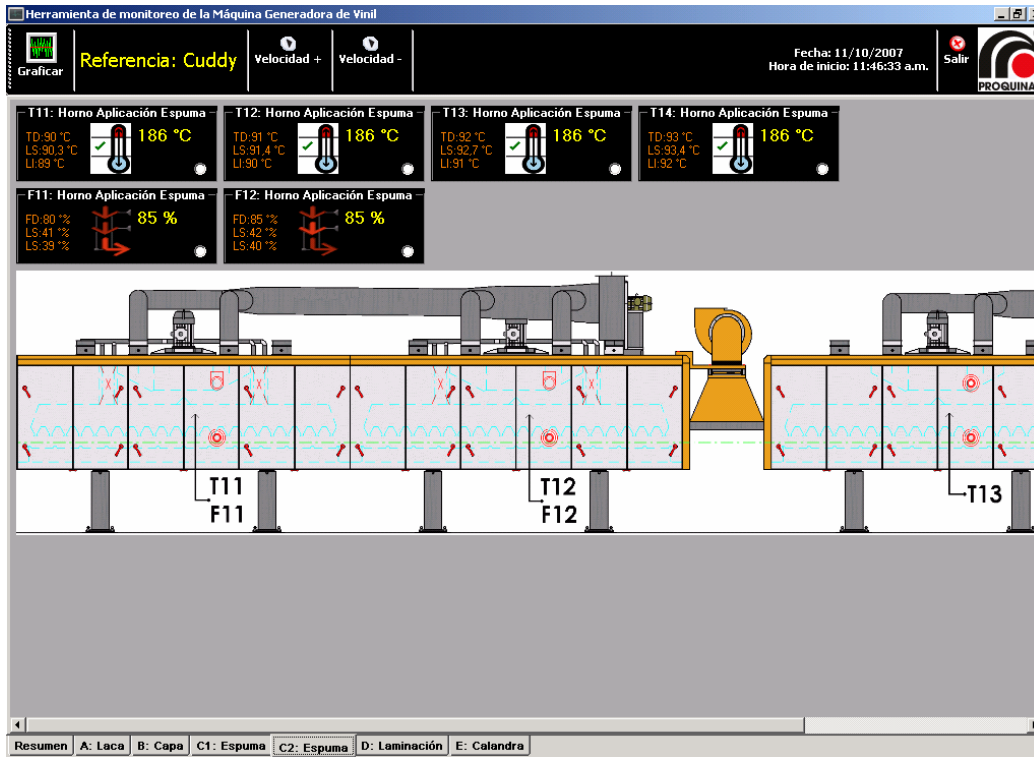 Herramienta de monitoreo de la Máquina Generadora de Vinil
Graficar
Referencia: Cuddy
Velocidad +
Velocidad -
Fecha: 11/10/2007
Hora de inicio: 11:46:33 a.m.
Salir
PROQUINAL
T11: Horno Aplicación Espuma
TD:90 °C
LS:90,3 °C
LI:89 °C
186 °C
T12: Horno Aplicación Espuma
TD:91 °C
LS:91,4 °C
LI:90 °C
186 °C
T13: Horno Aplicación Espuma
TD:92 °C
LS:92,7 °C
LI:91 °C
186 °C
T14: Horno Aplicación Espuma
TD:93 °C
LS:93,4 °C
LI:92 °C
186 °C
F11: Horno Aplicación Espuma
FD:80 °%
LS:41 °%
LS:39 °%
85 %
F12: Horno Aplicación Espuma
FD:85 °%
LS:42 °%
LS:40 °%
85 %
T11
F11
T12
F12
T13
Resumen
A: Laca
B: Capa
C1: Espuma
C2: Espuma
D: Laminación
E: Calandra